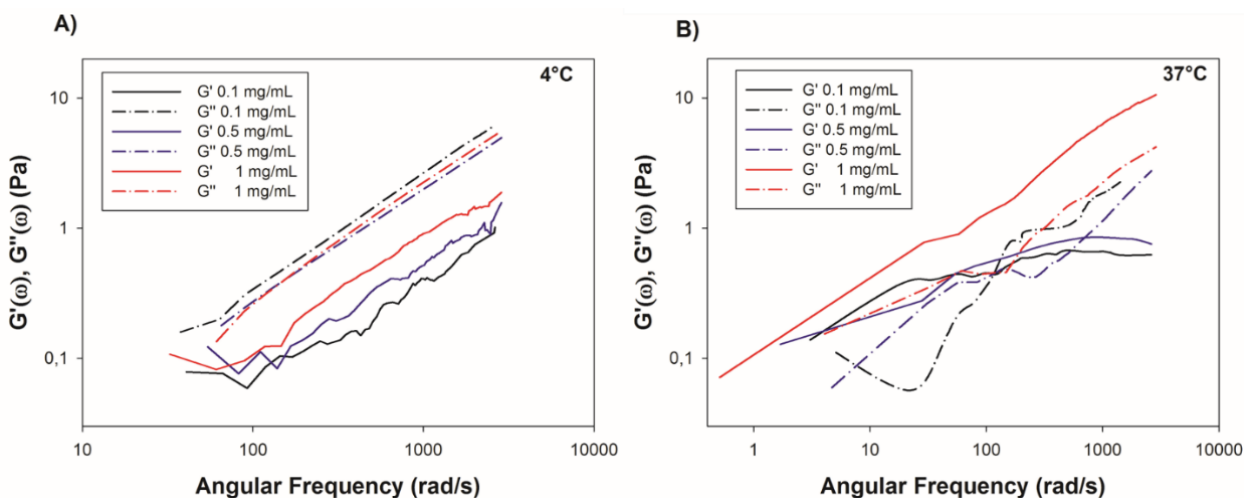 A)
4°C
G' 0.1 mg/mL
G'' 0.1 mg/mL
G' 0.5 mg/mL
G'' 0.5 mg/mL
G' 1 mg/mL
G'' 1 mg/mL
10
1
0,1
G'(ω), G''(ω) (Pa)
10 100 1000 10000
Angular Frequency (rad/s)
B)
37°C
G' 0.1 mg/mL
G'' 0.1 mg/mL
G' 0.5 mg/mL
G'' 0.5 mg/mL
G' 1 mg/mL
G'' 1 mg/mL
10
1
0,1
G'(ω), G''(ω) (Pa)
1 10 100 1000 10000
Angular Frequency (rad/s)